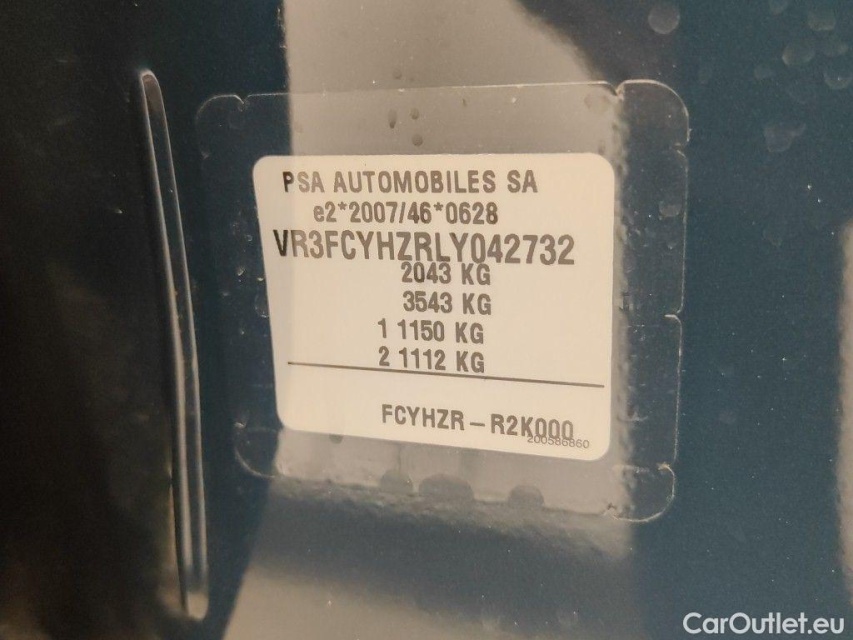 PSA AUTOMOBILES SA
e2*2007/46*0628
VR3FCYHZRLY042732
2043 KG
3543 KG
1 1150 KG
2 1112 KG
FCYHZR – R2K000
200586860
CarOutlet.eu